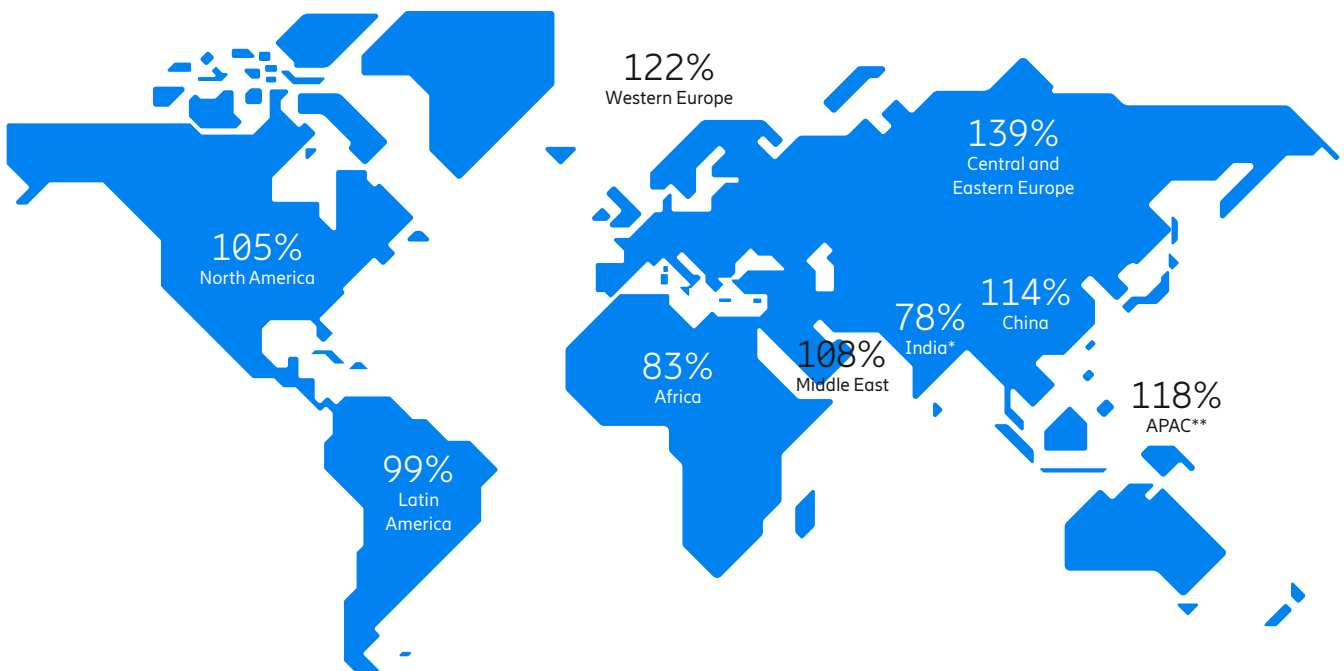 122%
Western Europe
139%
Central and
Eastern Europe
105%
North America
114%
China
78%
India*
108%
Middle East
83%
Africa
118%
APAC**
99%
Latin
America